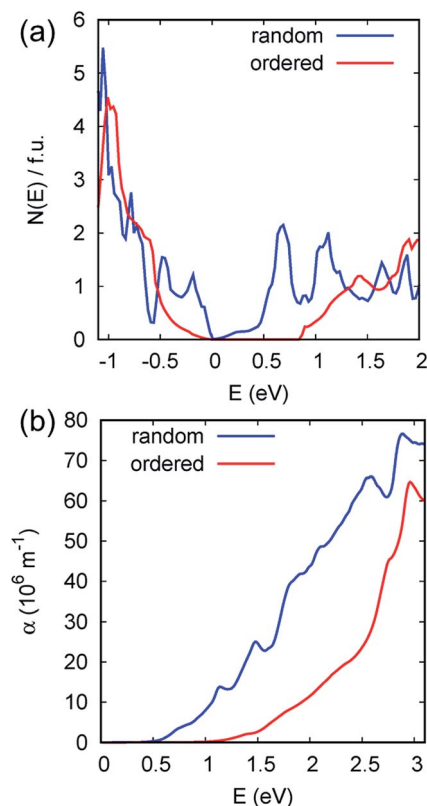 (a)
random
ordered
N(E) / f.u.
6
5
4
3
2
1
0
-1 -0.5 0 0.5 1 1.5 2
E (eV)
(b)
random
ordered
α (10⁶ m⁻¹)
80
70
60
50
40
30
20
10
0
0 0.5 1 1.5 2 2.5 3
E (eV)